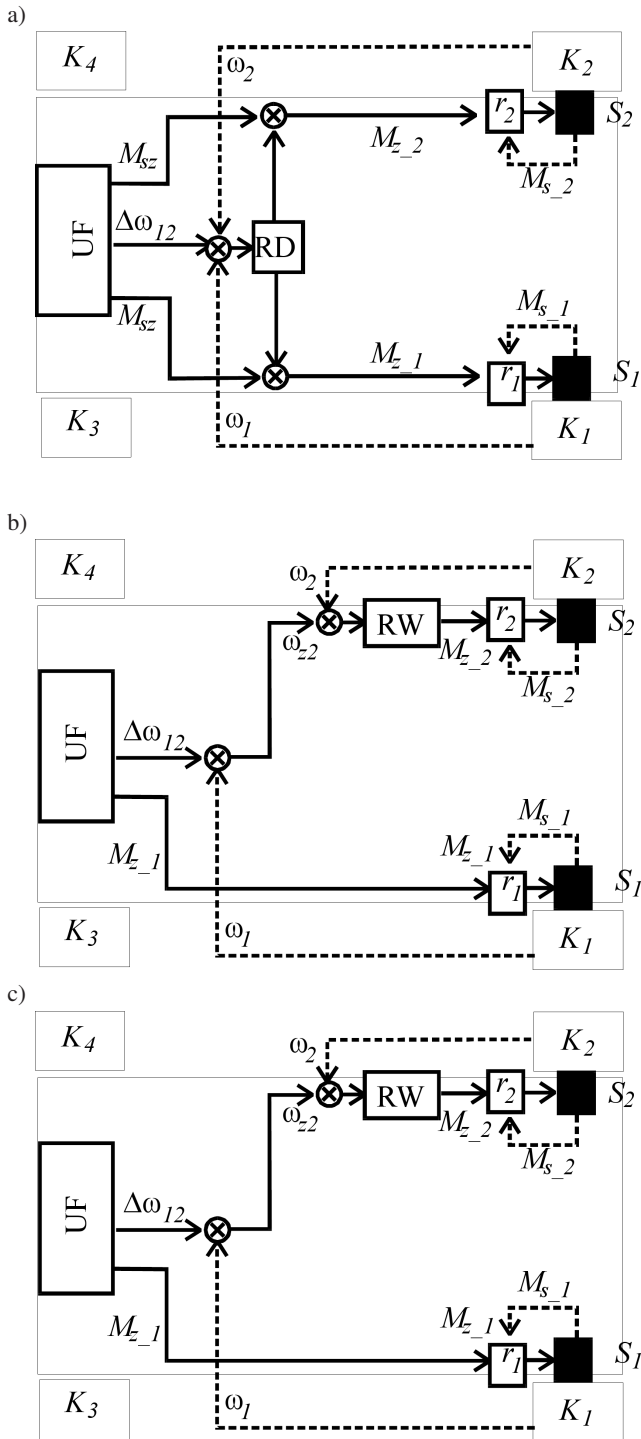 a)
K4
ω2
K2
r2
S2
Msz
Mz_2
Ms_2
UF
Δω12
RD
Msz
Ms_1
Mz_1
r1
S1
K3
ω1
K1
b)
K4
ω2
K2
RW
r2
S2
ωz2
Mz_2
Ms_2
UF
Δω12
Mz_1
Ms_1
Mz_1
r1
S1
K3
ω1
K1
c)
K4
ω2
K2
RW
r2
S2
ωz2
Mz_2
Ms_2
UF
Δω12
Mz_1
Ms_1
Mz_1
r1
S1
K3
ω1
K1